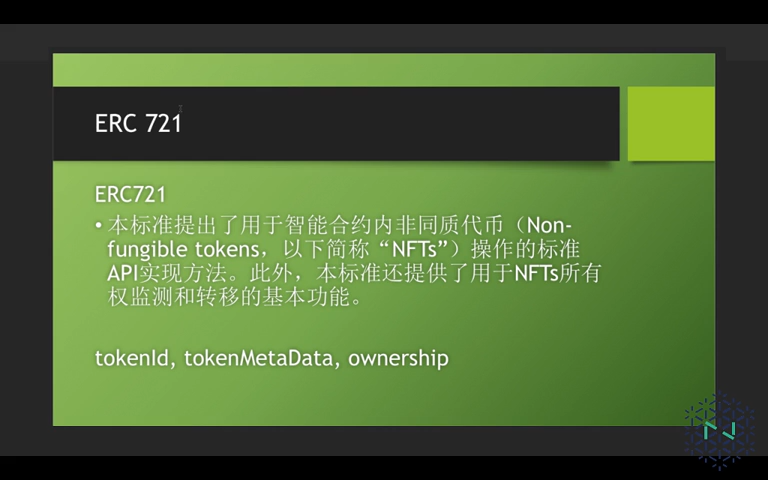 ERC 721
ERC721
• 本标准提出了用于智能合约内非同质代币（Non-
fungible tokens，以下简称“NFTs”）操作的标准
API实现方法。此外，本标准还提供了用于NFTs所有
权监测和转移的基本功能。
tokenId, tokenMetaData, ownership